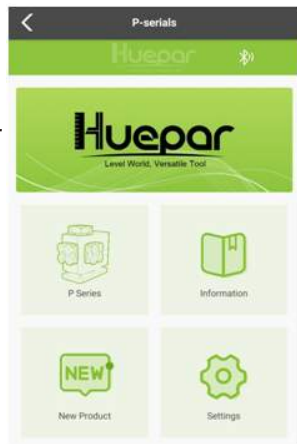 P-serials
Huepar
Huepar
Level World, Versatile Tool
P Series
Information
NEW
New Product
Settings